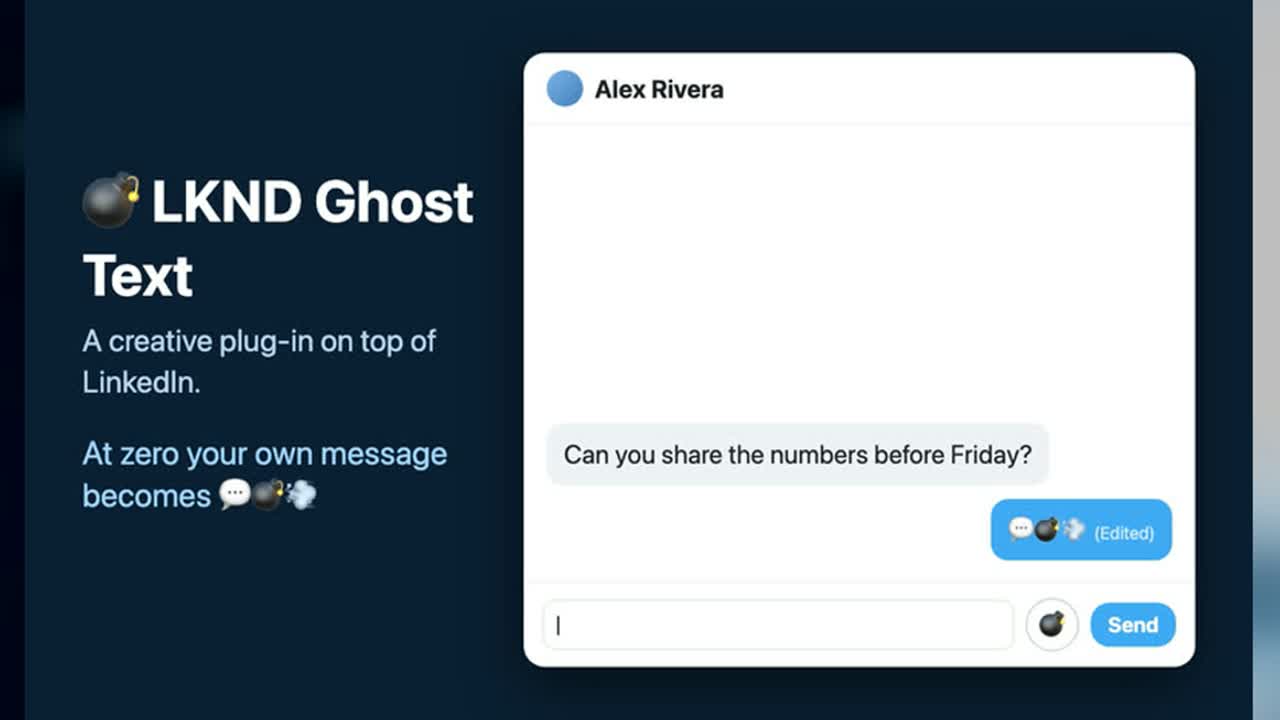 💣 LKND Ghost
Text
A creative plug-in on top of
LinkedIn.
At zero your own message
becomes 💬💣💨
Alex Rivera
Can you share the numbers before Friday?
💬💣💨 (Edited)
Send